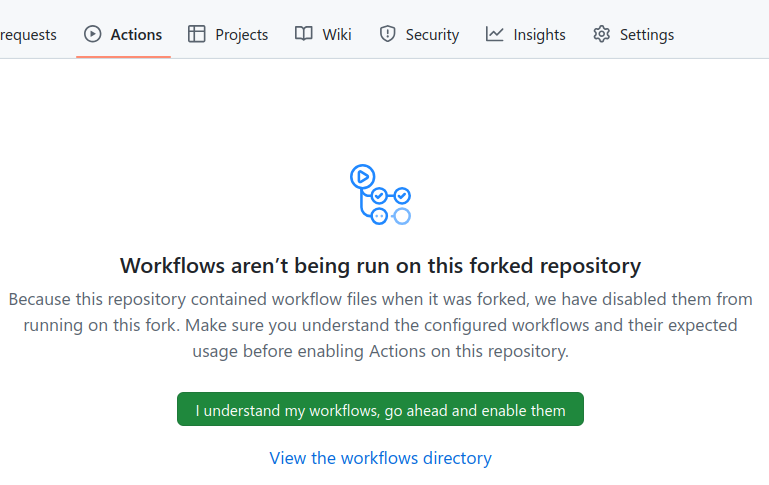 requests Actions Projects Wiki Security Insights Settings
Workflows aren’t being run on this forked repository
Because this repository contained workflow files when it was forked, we have disabled them from
running on this fork. Make sure you understand the configured workflows and their expected
usage before enabling Actions on this repository.
I understand my workflows, go ahead and enable them
View the workflows directory